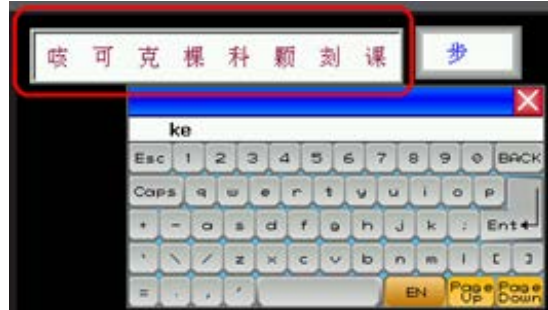 咳 可 克 棵 科 颗 刻 课
步
ke
Esc 1 2 3 4 5 6 7 8 9 0 BACK
Caps q w e r t y u i o p
+ - a s d f g h j k ; Ent
' \ / z x c v b n m l [ ]
= . , ' EN Page Up Page Down